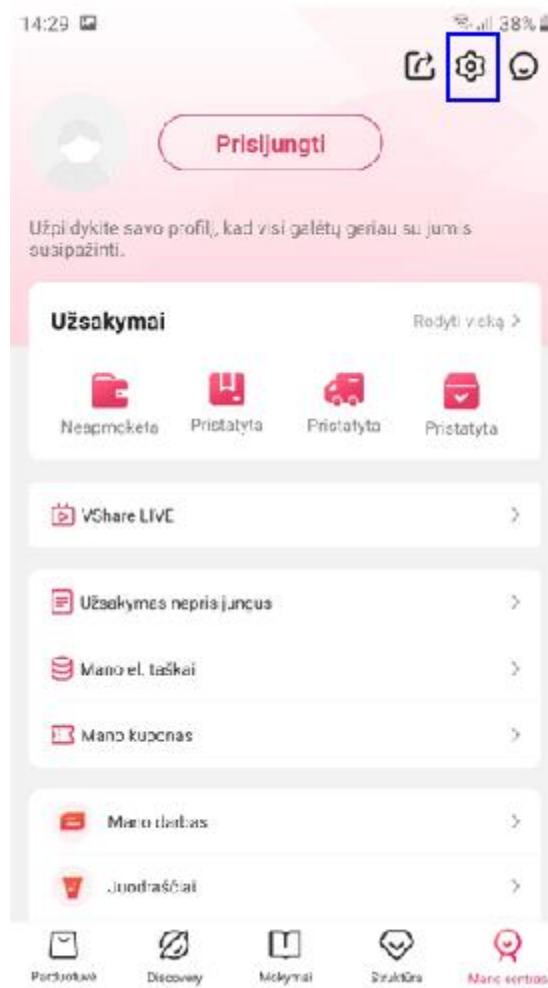 14:29 38%
Prisijungti
Užpildykite savo profilį, kad visi galėtų geriau su jumis
susipažinti.
Užsakymai Rodyti viską >
Neapmokėta Pristatyta Pristatyta Pristatyta
VShare LIVE >
Užsakymas neprisijungus >
Mano el. taškai >
Mano kuponas >
Mano darbas >
Juodraščiai >
Parduotuvė Discovery Mokymai Struktūra Mano centras